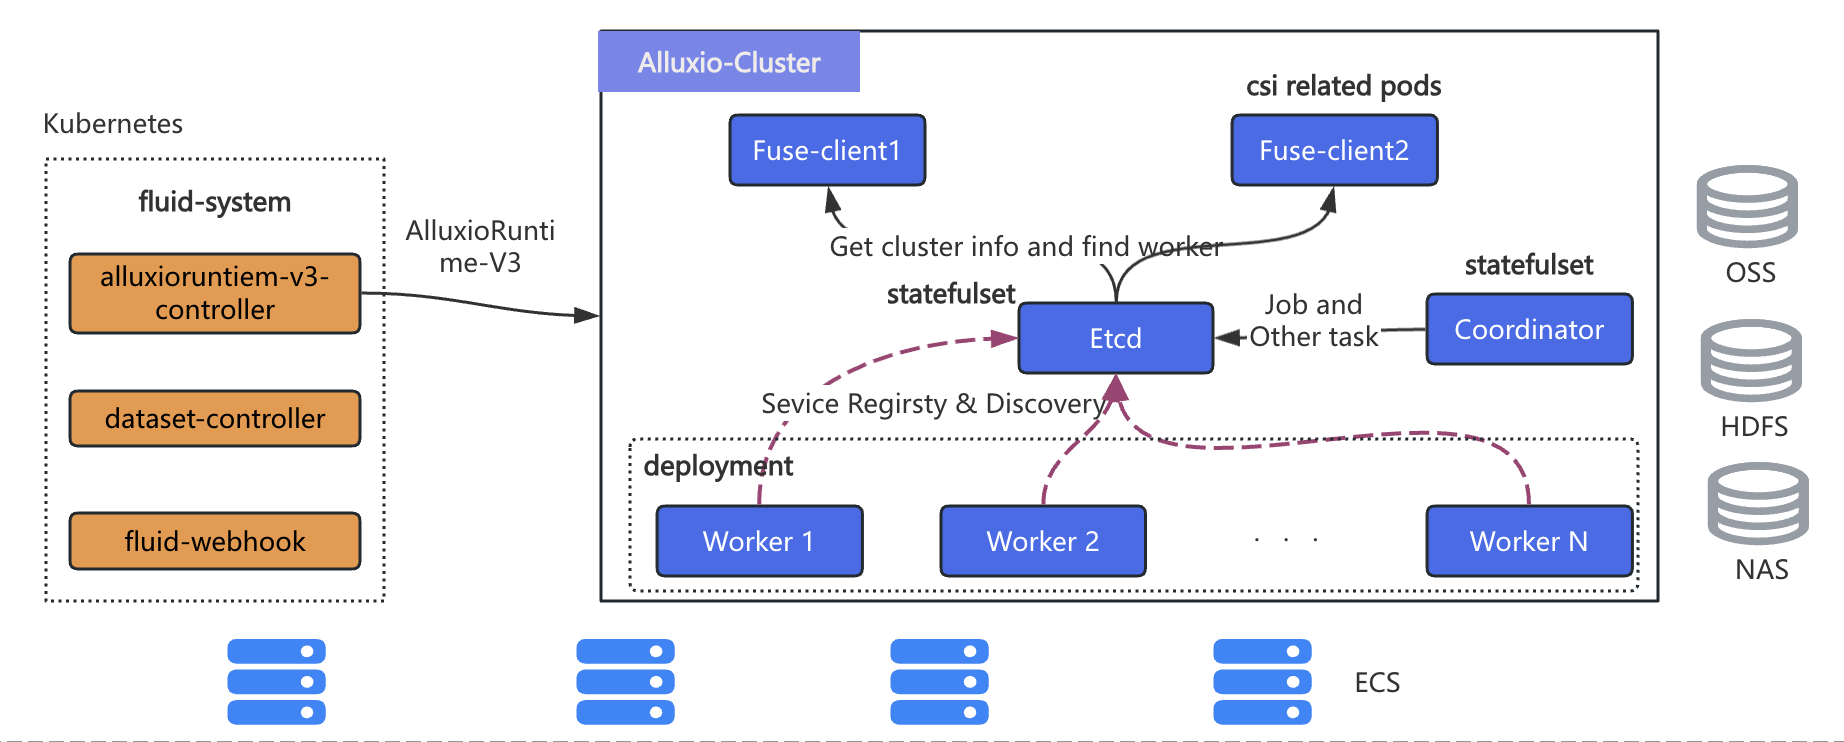 Kubernetes
fluid-system
alluxioruntiem-v3-
controller
dataset-controller
fluid-webhook
AlluxioRunti
me-V3
Alluxio-Cluster
csi related pods
Fuse-client1
Fuse-client2
Get cluster info and find worker
statefulset
statefulset
Etcd
Job and
Other task
Coordinator
Sevice Regirsty & Discovery
deployment
Worker 1
Worker 2
. . .
Worker N
OSS
HDFS
NAS
ECS